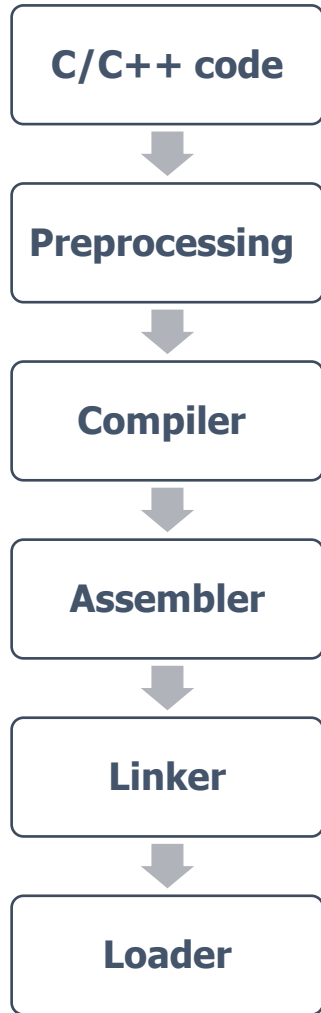 C/C++ code
Preprocessing
Compiler
Assembler
Linker
Loader